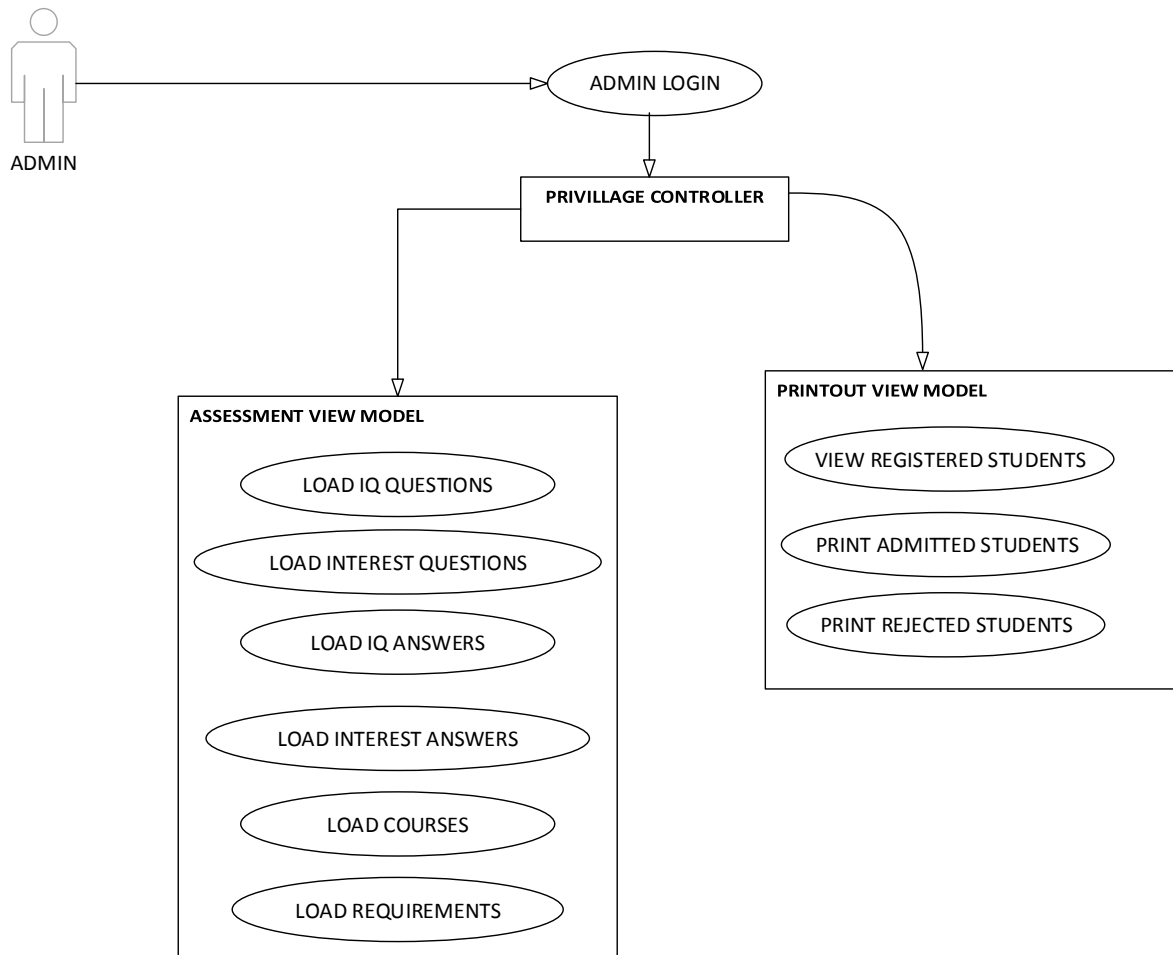 ADMIN LOGIN
ADMIN
PRIVILLAGE CONTROLLER
ASSESSMENT VIEW MODEL
LOAD IQ QUESTIONS
LOAD INTEREST QUESTIONS
LOAD IQ ANSWERS
LOAD INTEREST ANSWERS
LOAD COURSES
LOAD REQUIREMENTS
PRINTOUT VIEW MODEL
VIEW REGISTERED STUDENTS
PRINT ADMITTED STUDENTS
PRINT REJECTED STUDENTS